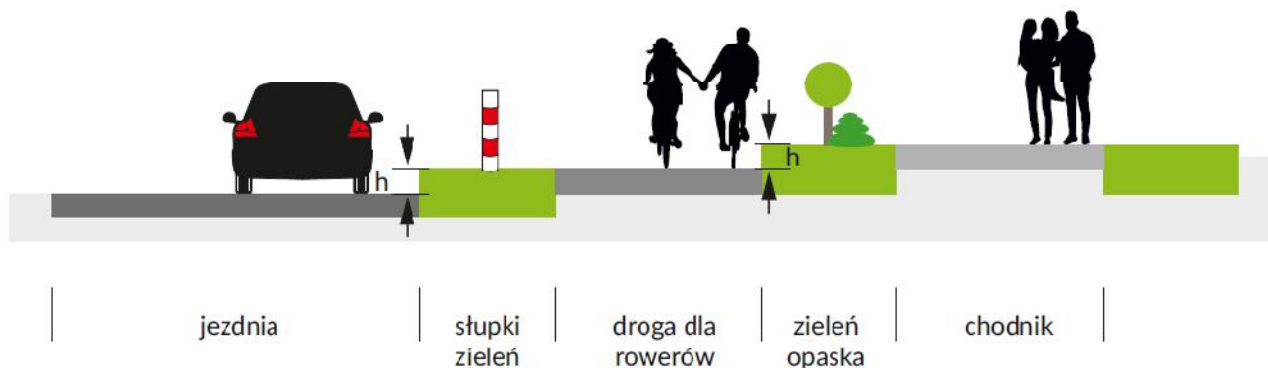 h
h
jezdnia
słupki
zieleń
droga dla
rowerów
zieleń
opaska
chodnik